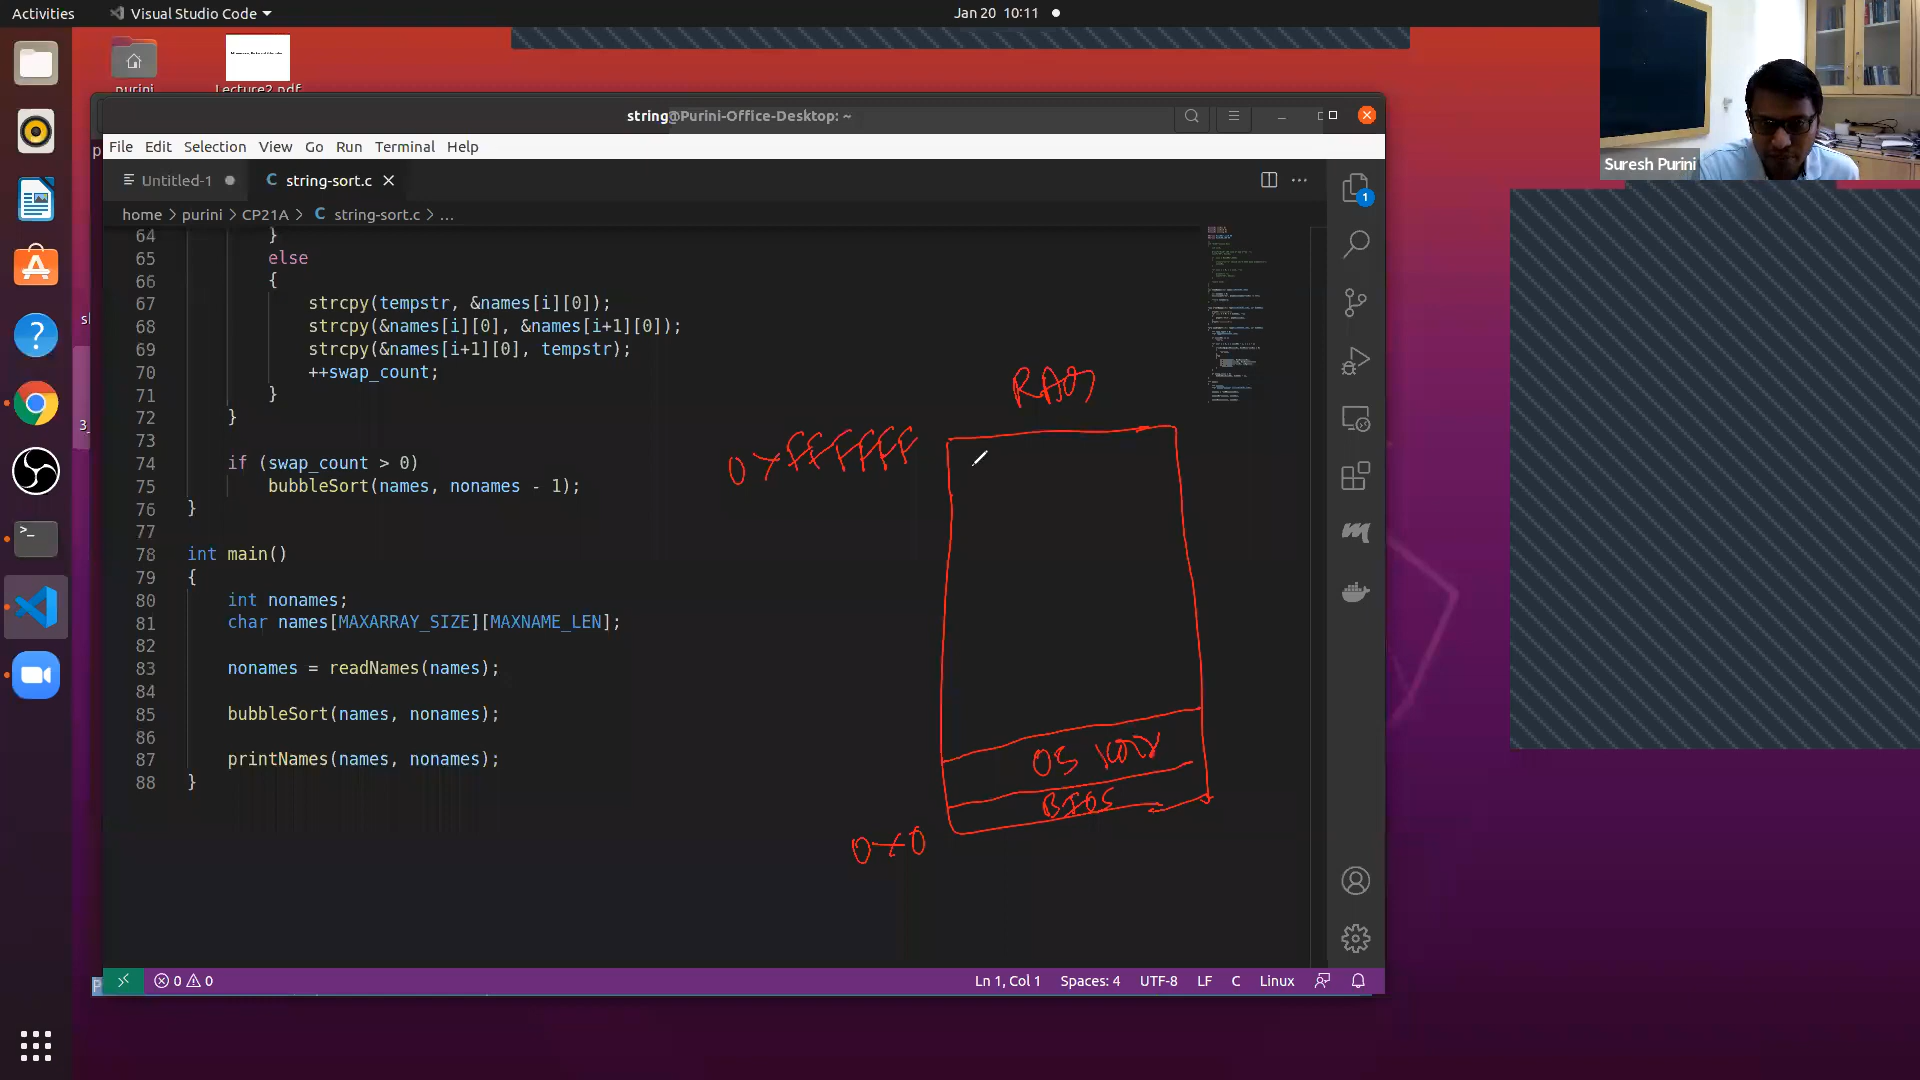 Activities
Visual Studio Code
Jan 20 10:11
purini
Lecture2.pdf
string@Purini-Office-Desktop: ~
File Edit Selection View Go Run Terminal Help
Untitled-1
C string-sort.c
home > purini > CP21A > C string-sort.c > ...
64 }
65 else
66 {
67 strcpy(tempstr, &names[i][0]);
68 strcpy(&names[i][0], &names[i+1][0]);
69 strcpy(&names[i+1][0], tempstr);
70 ++swap_count;
71 }
72 }
73
74 if (swap_count > 0)
75 bubbleSort(names, nonames - 1);
76 }
77
78 int main()
79 {
80 int nonames;
81 char names[MAXARRAY_SIZE][MAXNAME_LEN];
82
83 nonames = readNames(names);
84
85 bubbleSort(names, nonames);
86
87 printNames(names, nonames);
88 }
RAM
0xFFFFFF
OS
BIOS
0x0
1
Suresh Purini
0 0
Ln 1, Col 1 Spaces: 4 UTF-8 LF C Linux